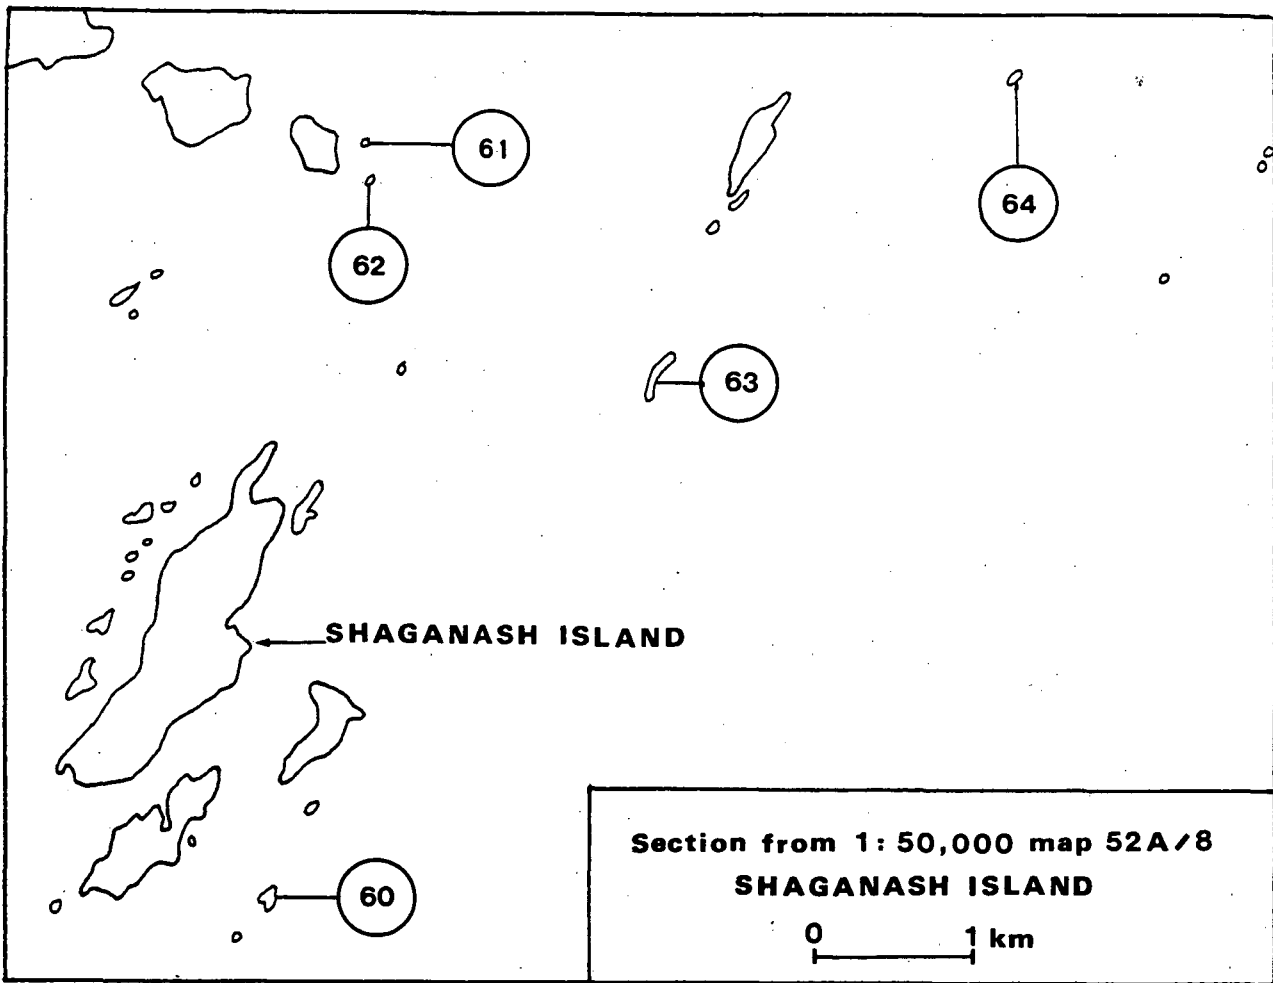 61
64
62
63
SHAGANASH ISLAND
60
Section from 1: 50,000 map 52A/8
SHAGANASH ISLAND
0 1 km